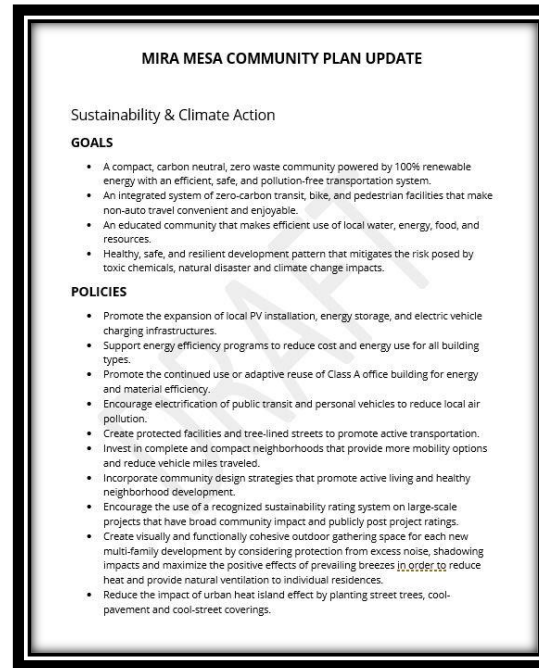 MIRA MESA COMMUNITY PLAN UPDATE
Sustainability & Climate Action
GOALS
• A compact, carbon neutral, zero waste community powered by 100% renewable
energy with an efficient, safe, and pollution-free transportation system.
• An integrated system of zero-carbon transit, bike, and pedestrian facilities that make
non-auto travel convenient and enjoyable.
• An educated community that makes efficient use of local water, energy, food, and
resources.
• Healthy, safe, and resilient development pattern that mitigates the risk posed by
toxic chemicals, natural disaster and climate change impacts.
POLICIES
• Promote the expansion of local PV installation, energy storage, and electric vehicle
charging infrastructures.
• Support energy efficiency programs to reduce cost and energy use for all building
types.
• Promote the continued use or adaptive reuse of Class A office building for energy
and material efficiency.
• Encourage electrification of public transit and personal vehicles to reduce local air
pollution.
• Create protected facilities and tree-lined streets to promote active transportation.
• Invest in complete and compact neighborhoods that provide more mobility options
and reduce vehicle miles traveled.
• Incorporate community design strategies that promote active living and healthy
neighborhood development.
• Encourage the use of a recognized sustainability rating system on large-scale
projects that have broad community impact and publicly post project ratings.
• Create visually and functionally cohesive outdoor gathering space for each new
multi-family development by considering protection from excess noise, shadowing
impacts and maximize the positive effects of prevailing breezes in order to reduce
heat and provide natural ventilation to individual residences.
• Reduce the impact of urban heat island effect by planting street trees, cool-
pavement and cool-street coverings.
DRAFT